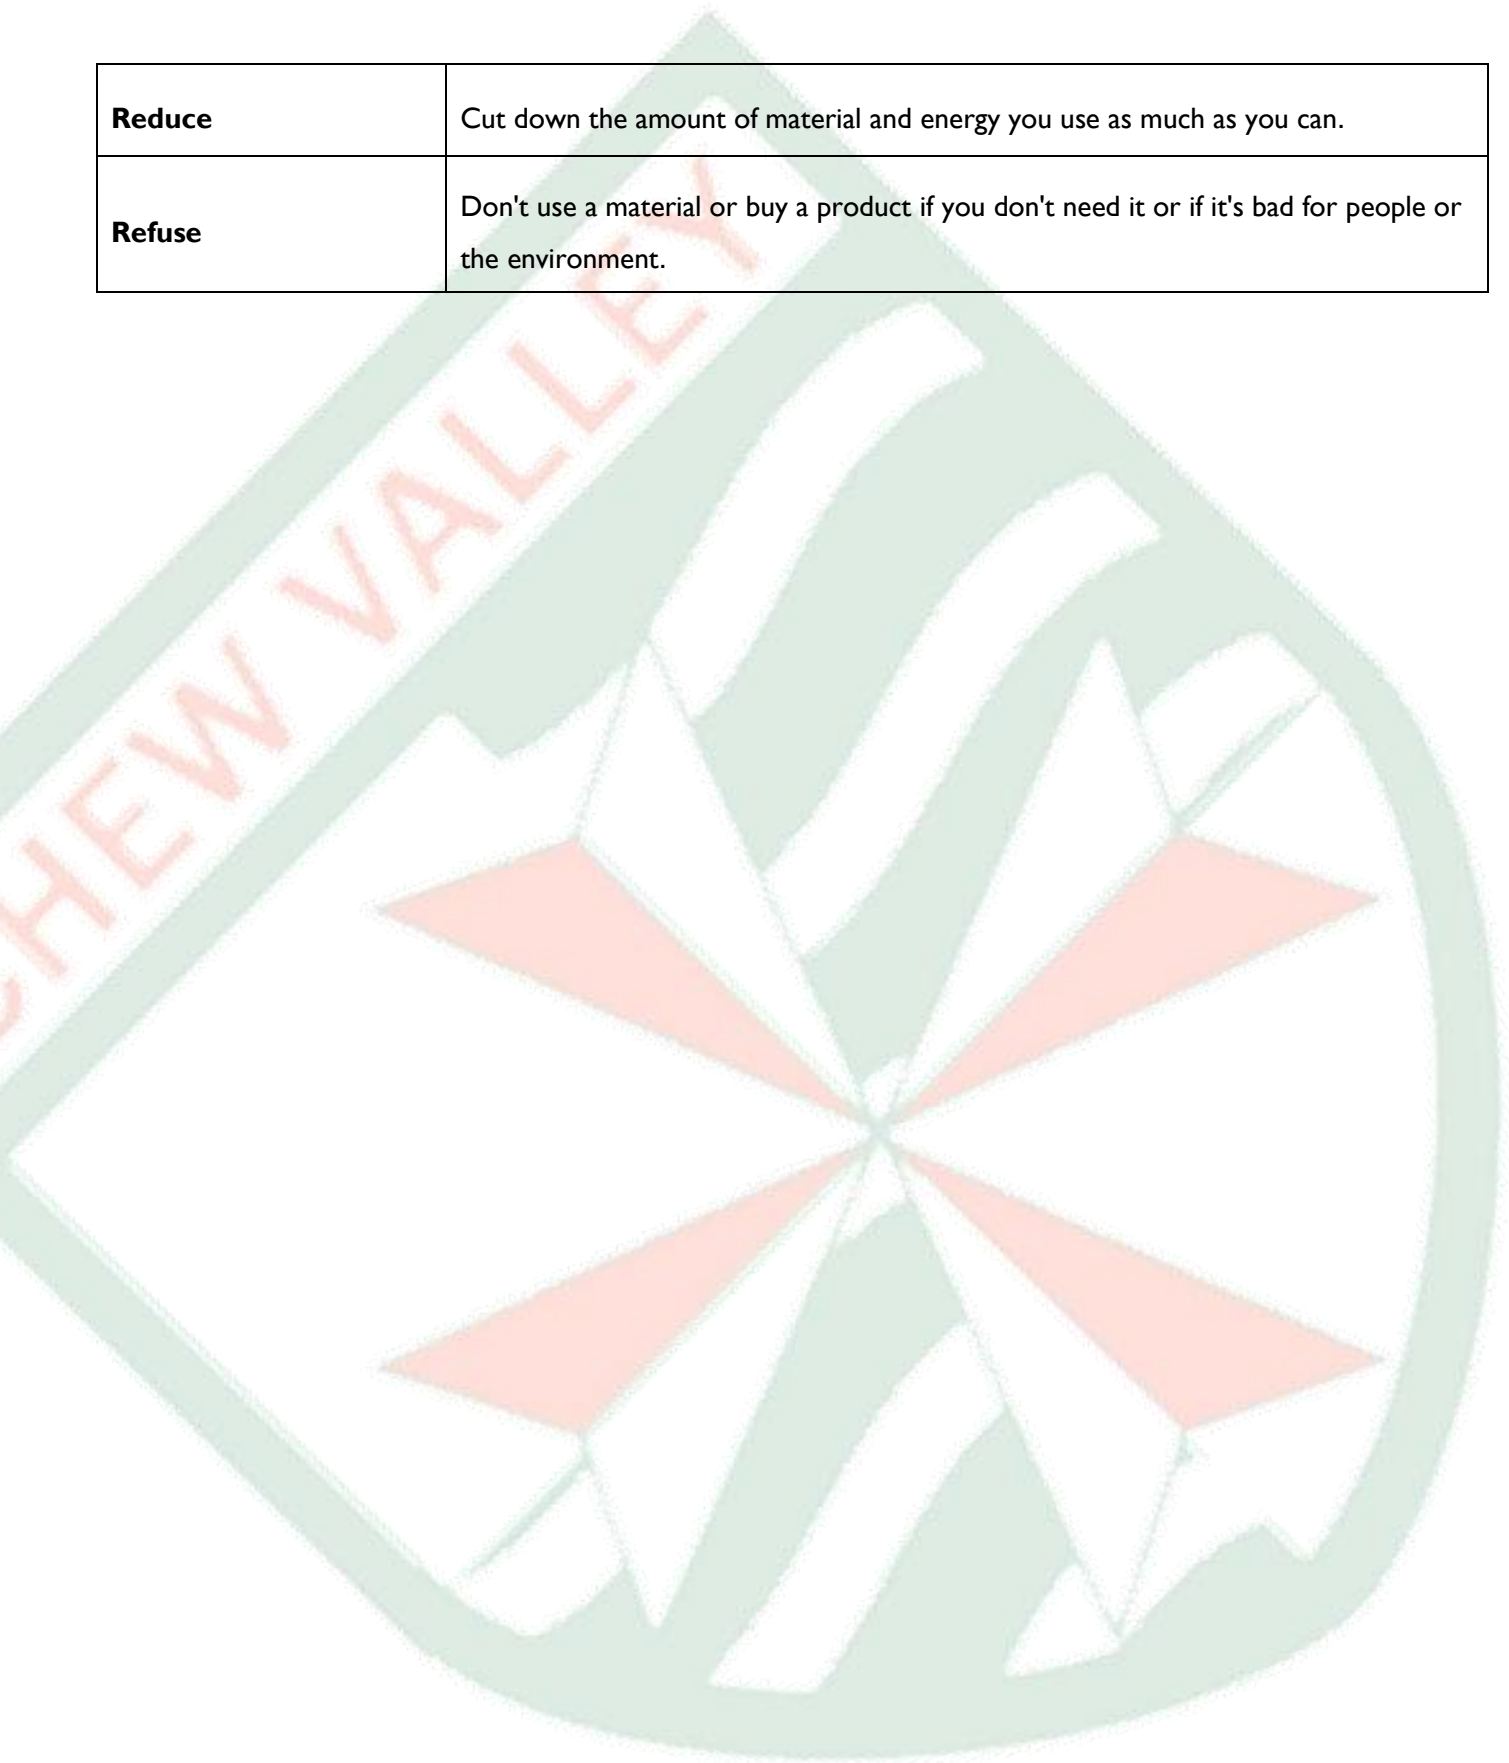 Reduce
Cut down the amount of material and energy you use as much as you can.
Refuse
Don't use a material or buy a product if you don't need it or if it's bad for people or
the environment.
CHEW VALLEY